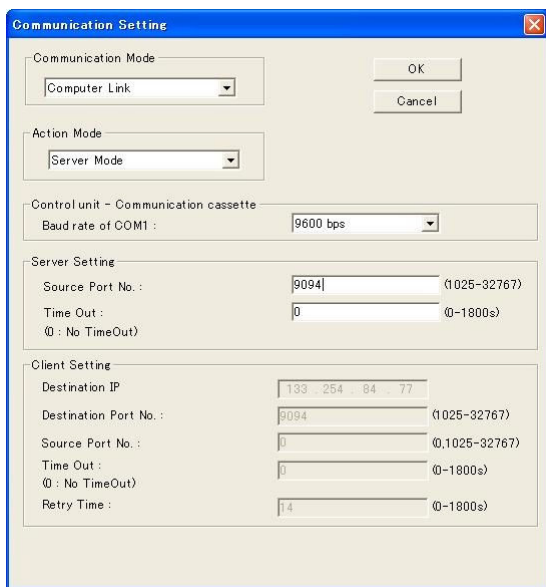 Communication Setting
Communication Mode
Computer Link
OK
Cancel
Action Mode
Server Mode
Control unit - Communication cassette
Baud rate of COM1 : 9600 bps
Server Setting
Source Port No. : 9094 (1025-32767)
Time Out : 0 (0-1800s)
(0 : No TimeOut)
Client Setting
Destination IP 133 . 254 . 84 . 77
Destination Port No. : 9094 (1025-32767)
Source Port No. : 0 (0,1025-32767)
Time Out : 0 (0-1800s)
(0 : No TimeOut)
Retry Time : 14 (0-1800s)